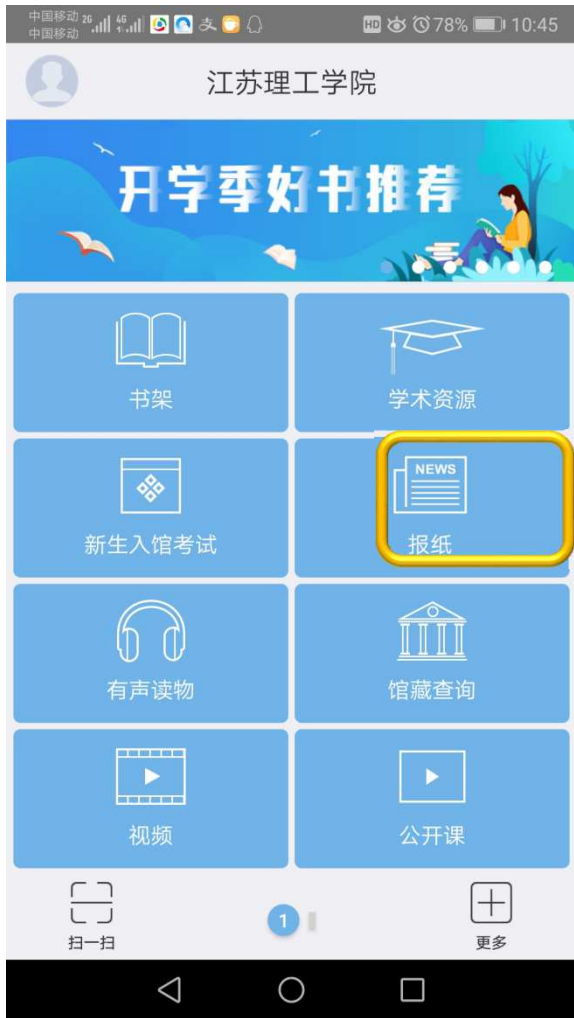 中国移动 2G 4G HD 78% 10:45
中国移动
江苏理工学院
开学季好书推荐
书架
学术资源
新生入馆考试
NEWS
报纸
有声读物
馆藏查询
视频
公开课
扫一扫
1
更多